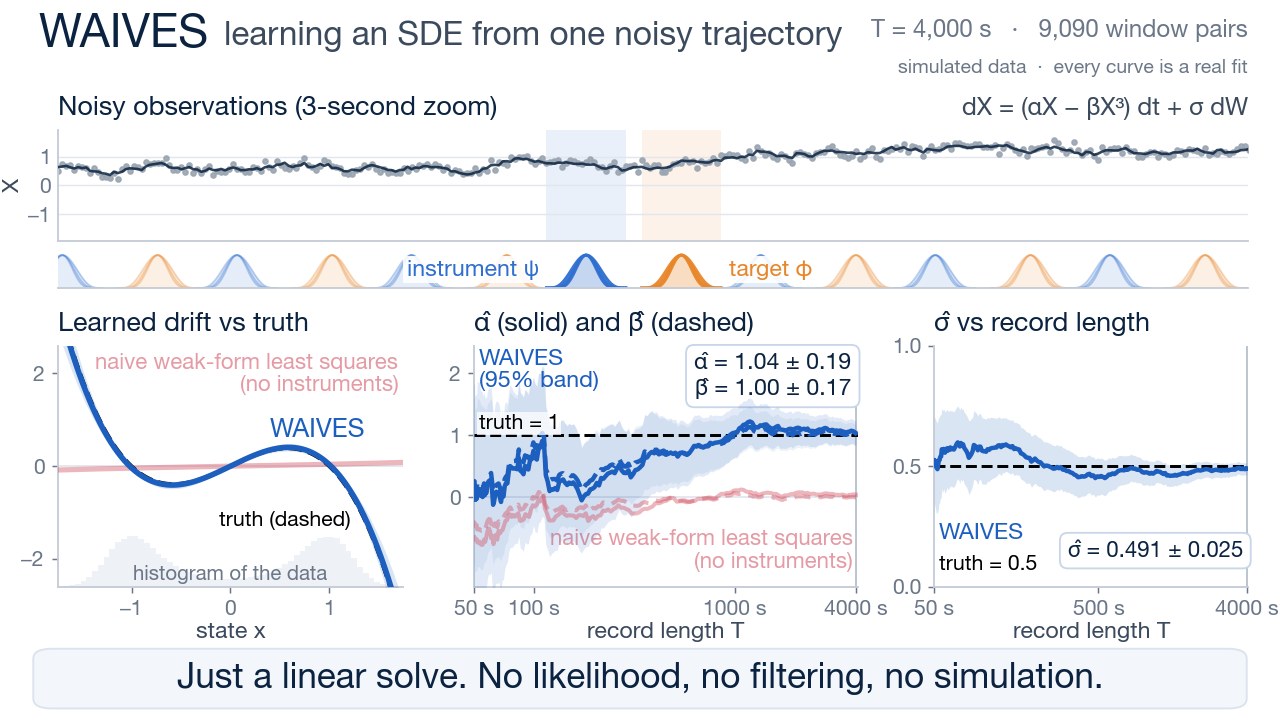 WAIVES learning an SDE from one noisy trajectory
T = 4,000 s · 9,090 window pairs
simulated data · every curve is a real fit
Noisy observations (3-second zoom)
dX = (αX − βX³) dt + σ dW
X
1
0
−1
instrument ψ
target φ
Learned drift vs truth
naive weak-form least squares
(no instruments)
WAIVES
truth (dashed)
histogram of the data
2
0
−2
−1
0
1
state x
α̂ (solid) and β̂ (dashed)
WAIVES
(95% band)
α̂ = 1.04 ± 0.19
β̂ = 1.00 ± 0.17
truth = 1
naive weak-form least squares
(no instruments)
2
1
0
50 s
100 s
1000 s
4000 s
record length T
σ̂ vs record length
1.0
0.5
0.0
WAIVES
truth = 0.5
σ̂ = 0.491 ± 0.025
50 s
500 s
4000 s
record length T
Just a linear solve. No likelihood, no filtering, no simulation.